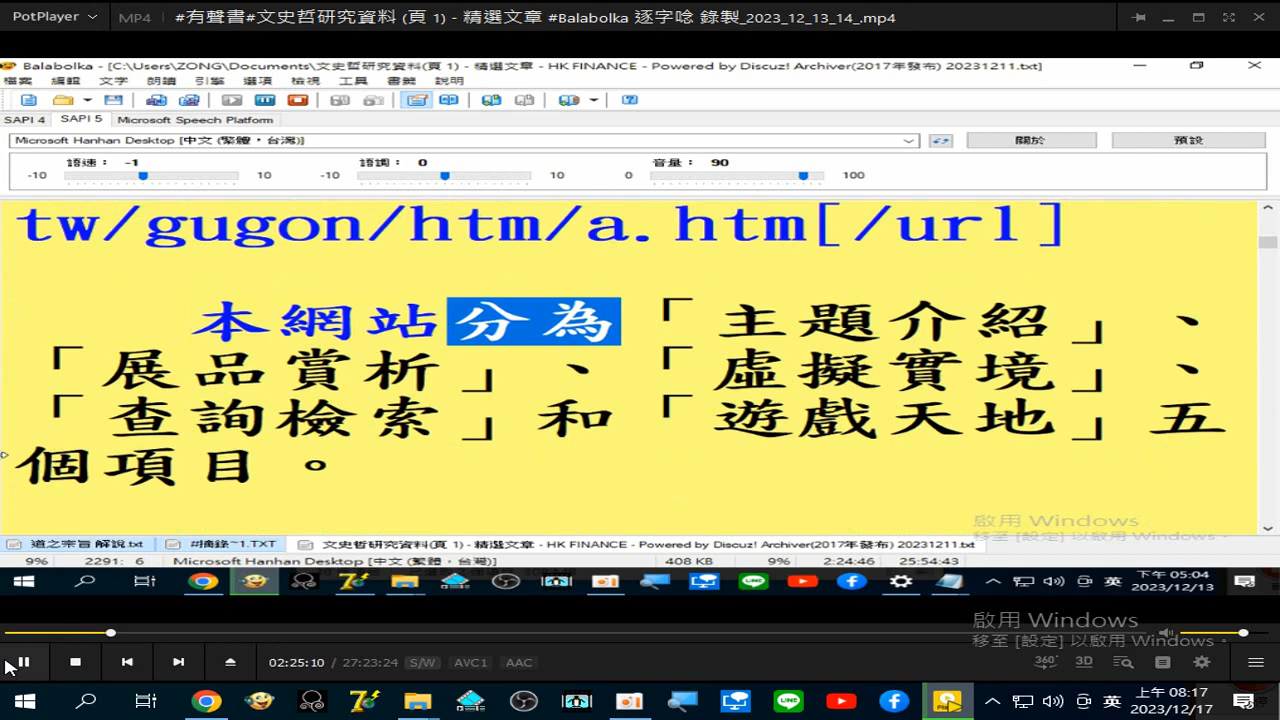 PotPlayer MP4 #有聲書#文史哲研究資料 (頁 1) - 精選文章 #Balabolka 逐字唸 錄製_2023_12_13_14_.mp4
Balabolka - [C:\Users\ZONG\Documents\文史哲研究資料(頁 1) - 精選文章 - HK FINANCE - Powered by Discuz! Archiver(2017年發布) 20231211.txt]
檔案 編輯 文字 朗讀 引擎 選項 檢視 工具 書籤 說明
SAPI 4 SAPI 5 Microsoft Speech Platform
Microsoft Hanhan Desktop [中文 (繁體，台灣)] 關於 預設
語速： -1 語調： 0 音量： 90
-10 10 -10 10 0 100
tw/gugon/htm/a.htm[/url]
本網站分為「主題介紹」、
「展品賞析」、「虛擬實境」、
「查詢檢索」和「遊戲天地」五
個項目。
啟用 Windows
移至 [設定] 以啟用 Windows。
道之宗旨 解說.txt #摘錄~1.TXT 文史哲研究資料(頁 1) - 精選文章 - HK FINANCE - Powered by Discuz! Archiver(2017年發布) 20231211.txt
9% 2291: 6 Microsoft Hanhan Desktop [中文 (繁體，台灣)] 408 KB 9% 2:24:46 25:54:43
英 下午 05:04
2023/12/13
啟用 Windows
移至 [設定] 以啟用 Windows。
02:25:10 / 27:23:24 S/W AVC1 AAC 360° 3D
英 上午 08:17
2023/12/17